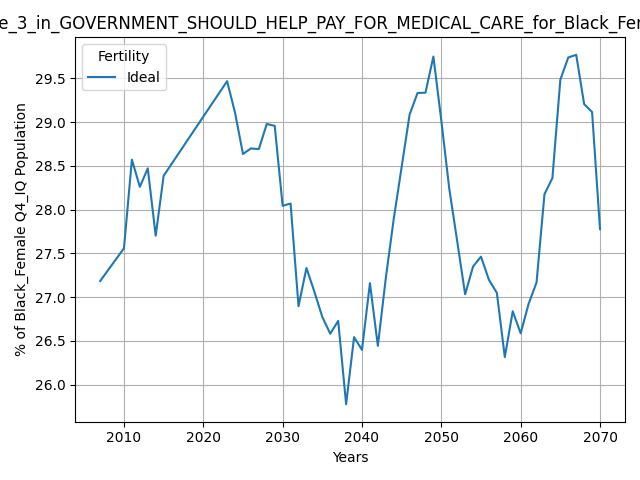 e_3_in_GOVERNMENT_SHOULD_HELP_PAY_FOR_MEDICAL_CARE_for_Black_Fe
Fertility
Ideal
% of Black_Female Q4_IQ Population
29.5
29.0
28.5
28.0
27.5
27.0
26.5
26.0
2010 2020 2030 2040 2050 2060 2070
Years